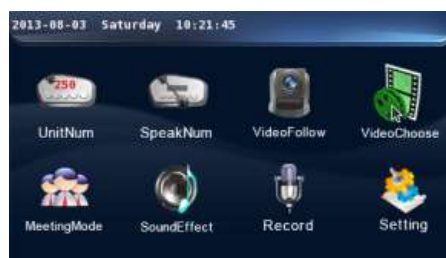 2013-08-03 Saturday 10:21:45
250
UnitNum SpeakNum VideoFollow VideoChoose
MeetingMode SoundEffect Record Setting